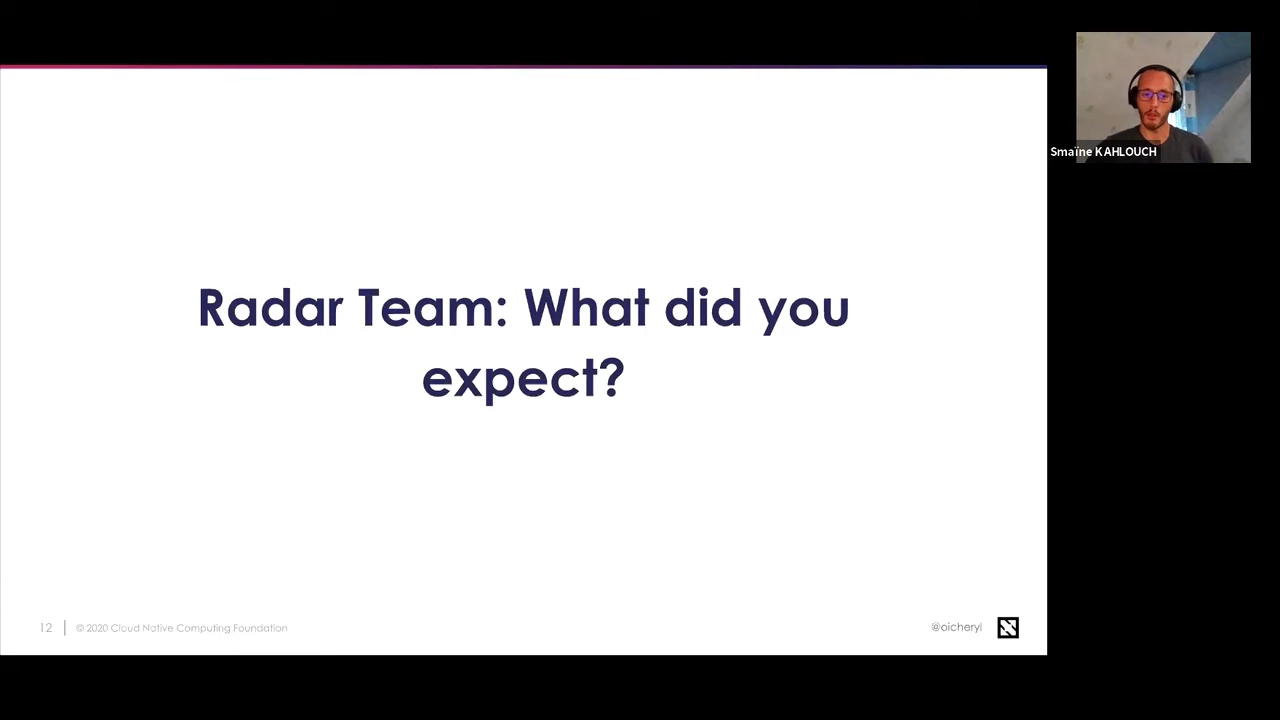 Smaïne KAHLOUCH
Radar Team: What did you
expect?
12
© 2020 Cloud Native Computing Foundation
@oicheryl